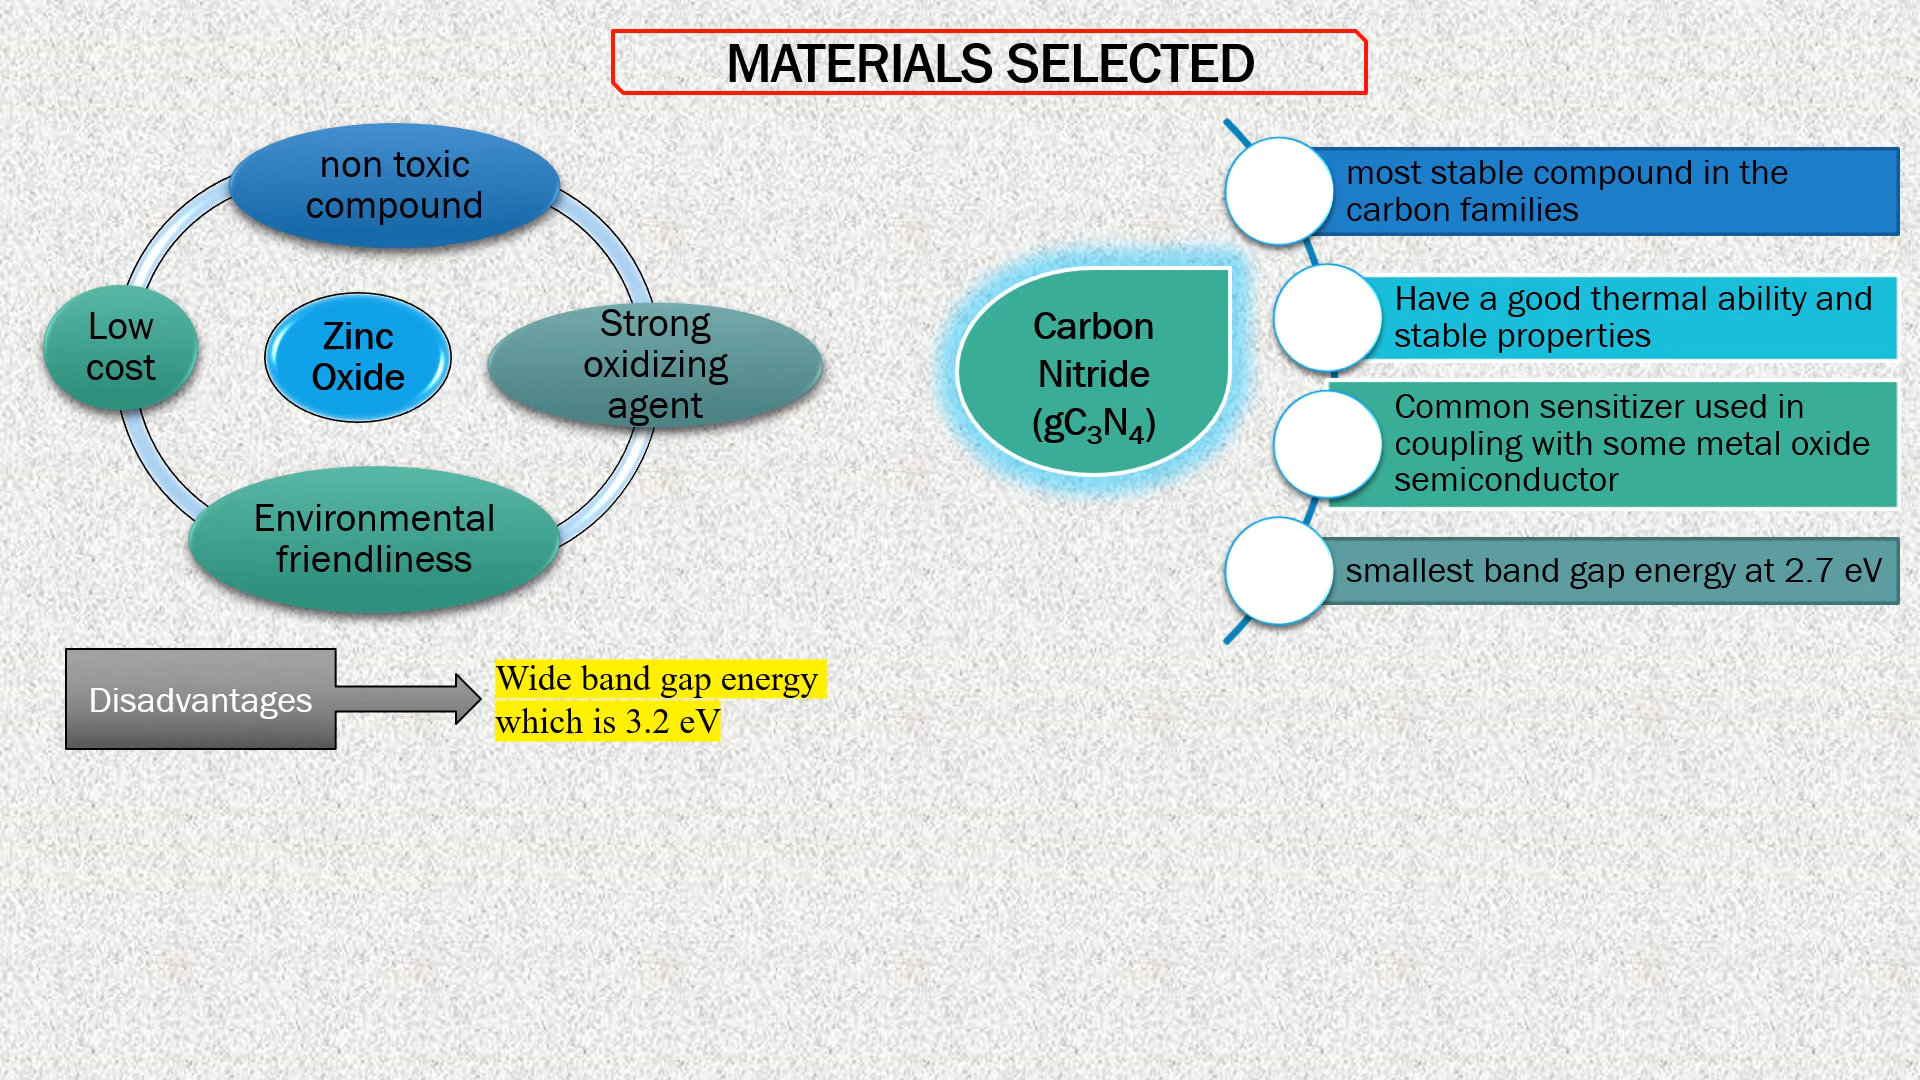 MATERIALS SELECTED
non toxic
compound
Low
cost
Zinc
Oxide
Strong
oxidizing
agent
Environmental
friendliness
Disadvantages
Wide band gap energy
which is 3.2 eV
Carbon
Nitride
(gC₃N₄)
most stable compound in the
carbon families
Have a good thermal ability and
stable properties
Common sensitizer used in
coupling with some metal oxide
semiconductor
smallest band gap energy at 2.7 eV